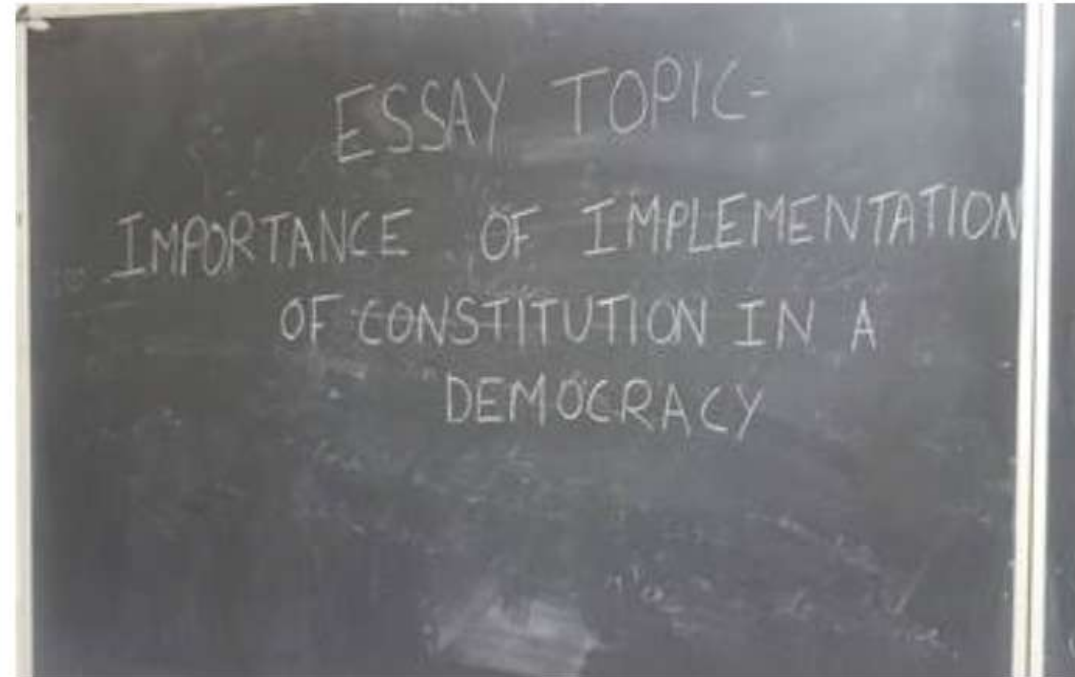 ESSAY TOPIC-
IMPORTANCE OF IMPLEMENTATION
OF CONSTITUTION IN A
DEMOCRACY